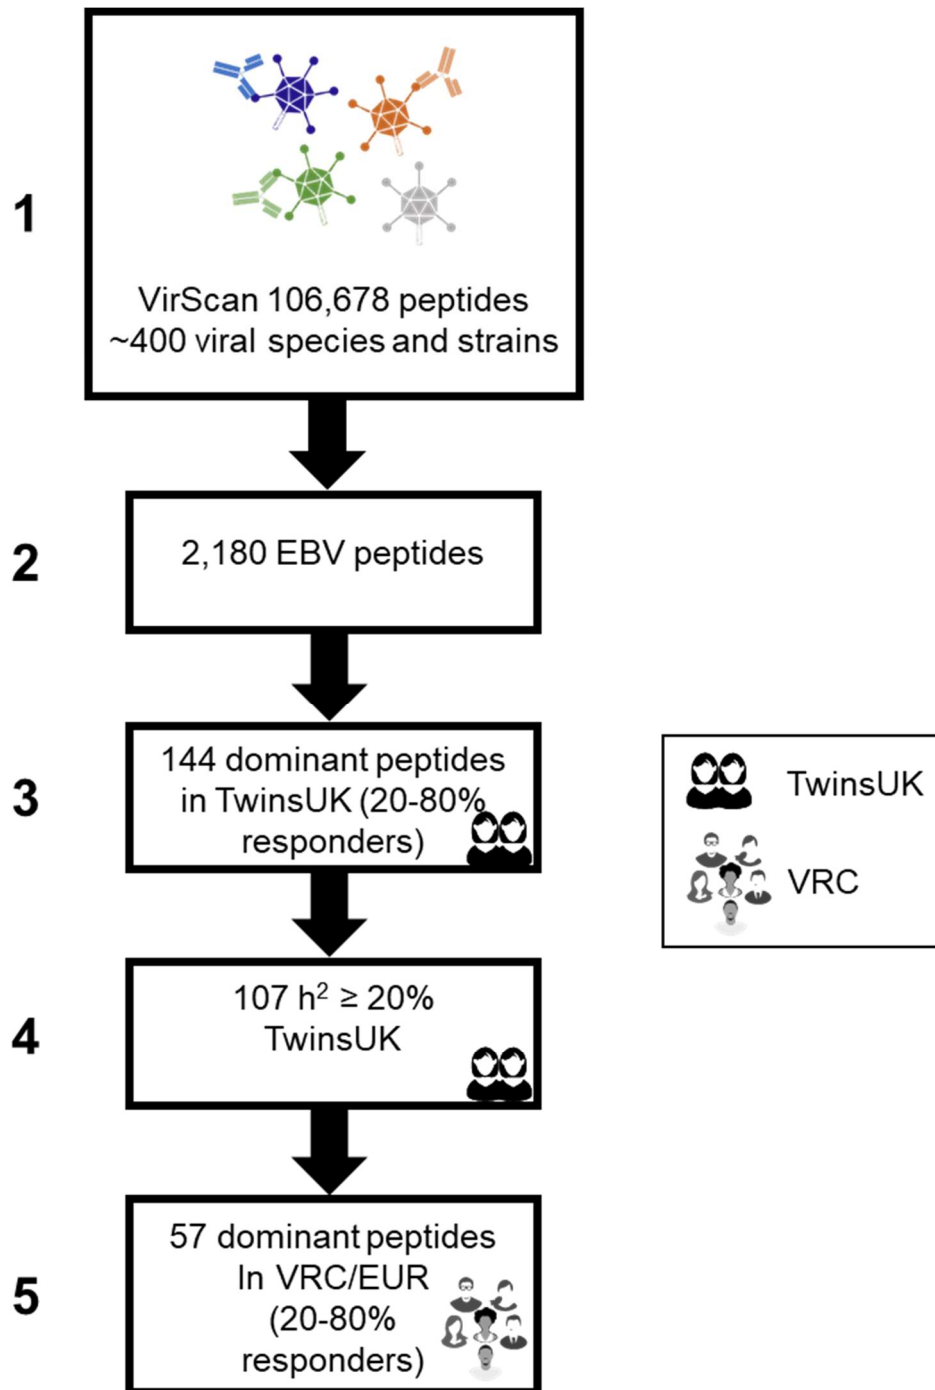 1
VirScan 106,678 peptides
~400 viral species and strains
2
2,180 EBV peptides
3
144 dominant peptides
in TwinsUK (20-80%
responders)
TwinsUK
VRC
4
107 h² ≥ 20%
TwinsUK
5
57 dominant peptides
In VRC/EUR
(20-80%
responders)